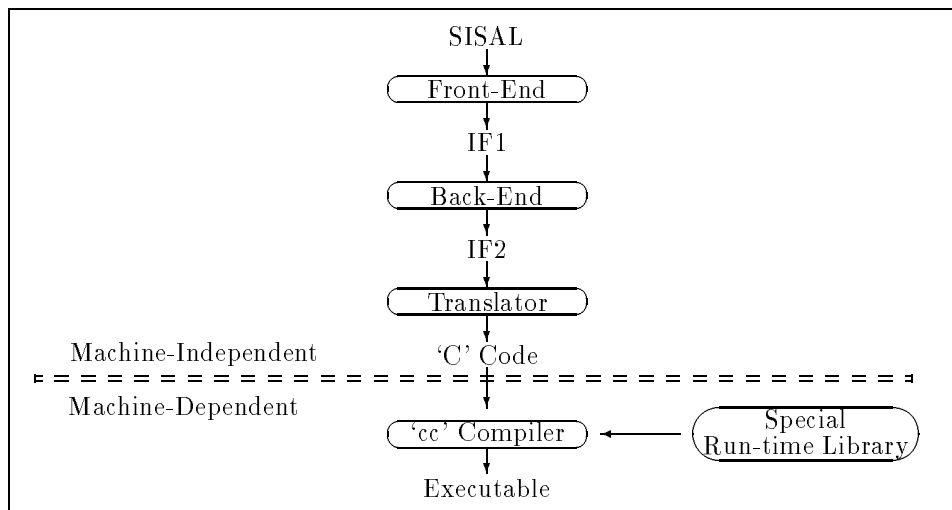 SISAL
Front-End
IF1
Back-End
IF2
Translator
Machine-Independent
‘C’ Code
Machine-Dependent
‘cc’ Compiler
Special
Run-time Library
Executable